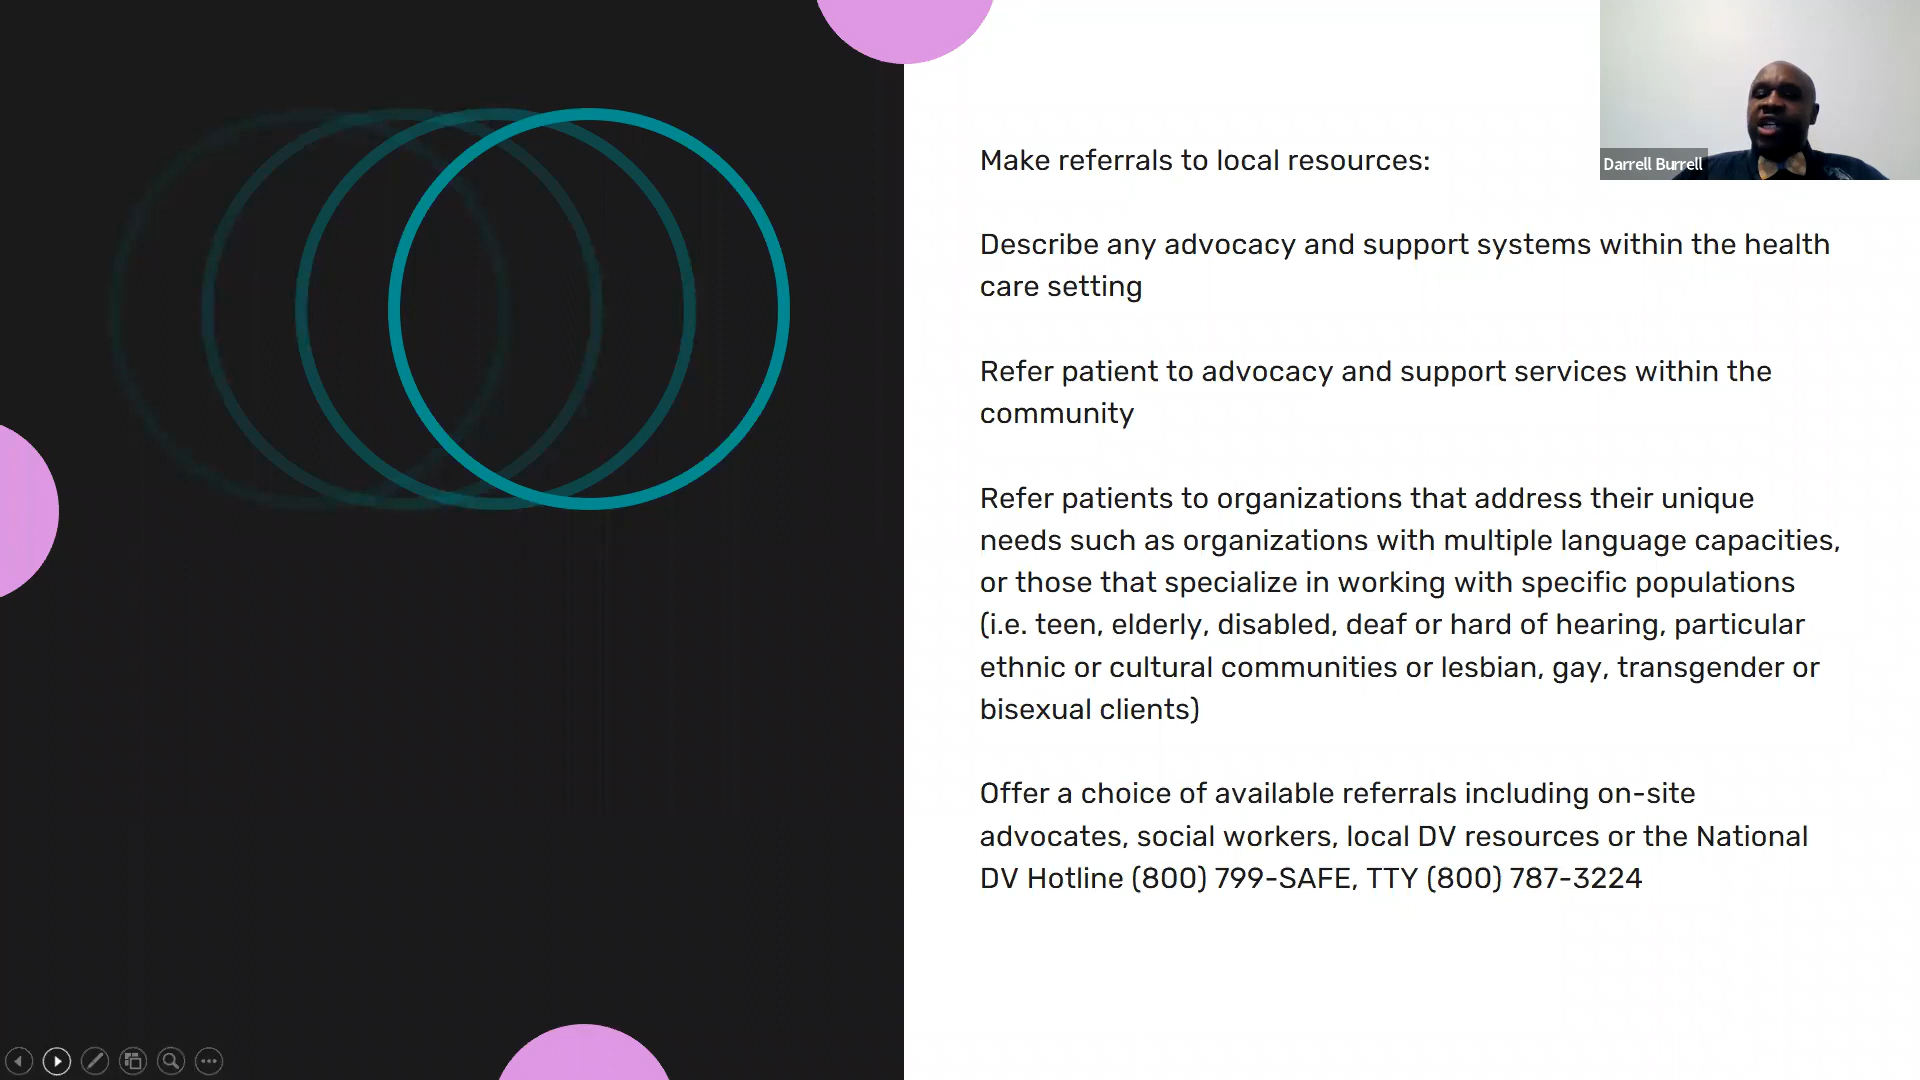 Make referrals to local resources:
Describe any advocacy and support systems within the health
care setting
Refer patient to advocacy and support services within the
community
Refer patients to organizations that address their unique
needs such as organizations with multiple language capacities,
or those that specialize in working with specific populations
(i.e. teen, elderly, disabled, deaf or hard of hearing, particular
ethnic or cultural communities or lesbian, gay, transgender or
bisexual clients)
Offer a choice of available referrals including on-site
advocates, social workers, local DV resources or the National
DV Hotline (800) 799-SAFE, TTY (800) 787-3224
Darrell Burrell